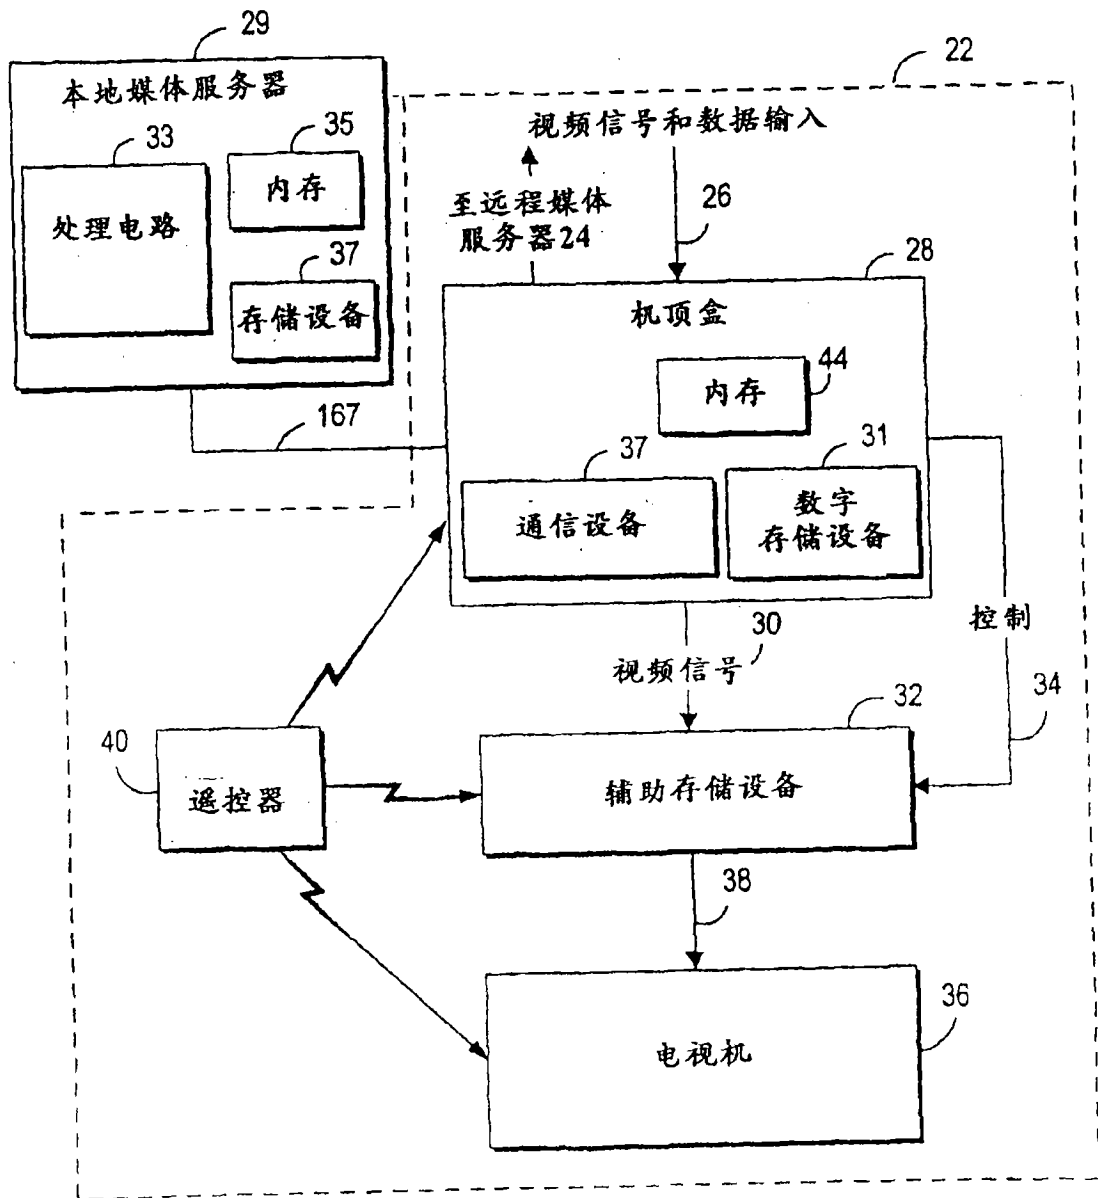 29
本地媒体服务器
33
35
处理电路
内存
37
存储设备
167
22
视频信号和数据输入
至远程媒体
服务器24
26
28
机顶盒
内存
44
37
通信设备
31
数字
存储设备
30
视频信号
控制
34
32
辅助存储设备
40
遥控器
38
36
电视机